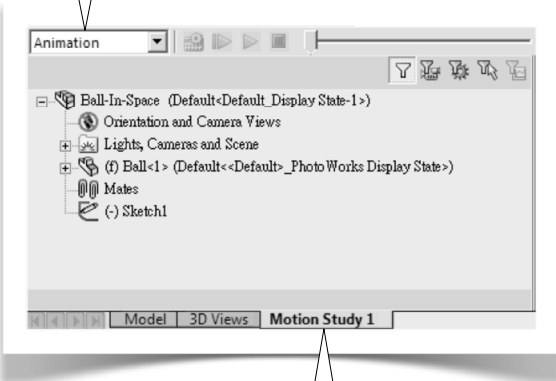 Animation
Ball-In-Space (Default<Default_Display State-1>)
Orientation and Camera Views
Lights, Cameras and Scene
(f) Ball<1> (Default<<Default>_PhotoWorks Display State>)
Mates
(-) Sketch1
Model 3D Views Motion Study 1